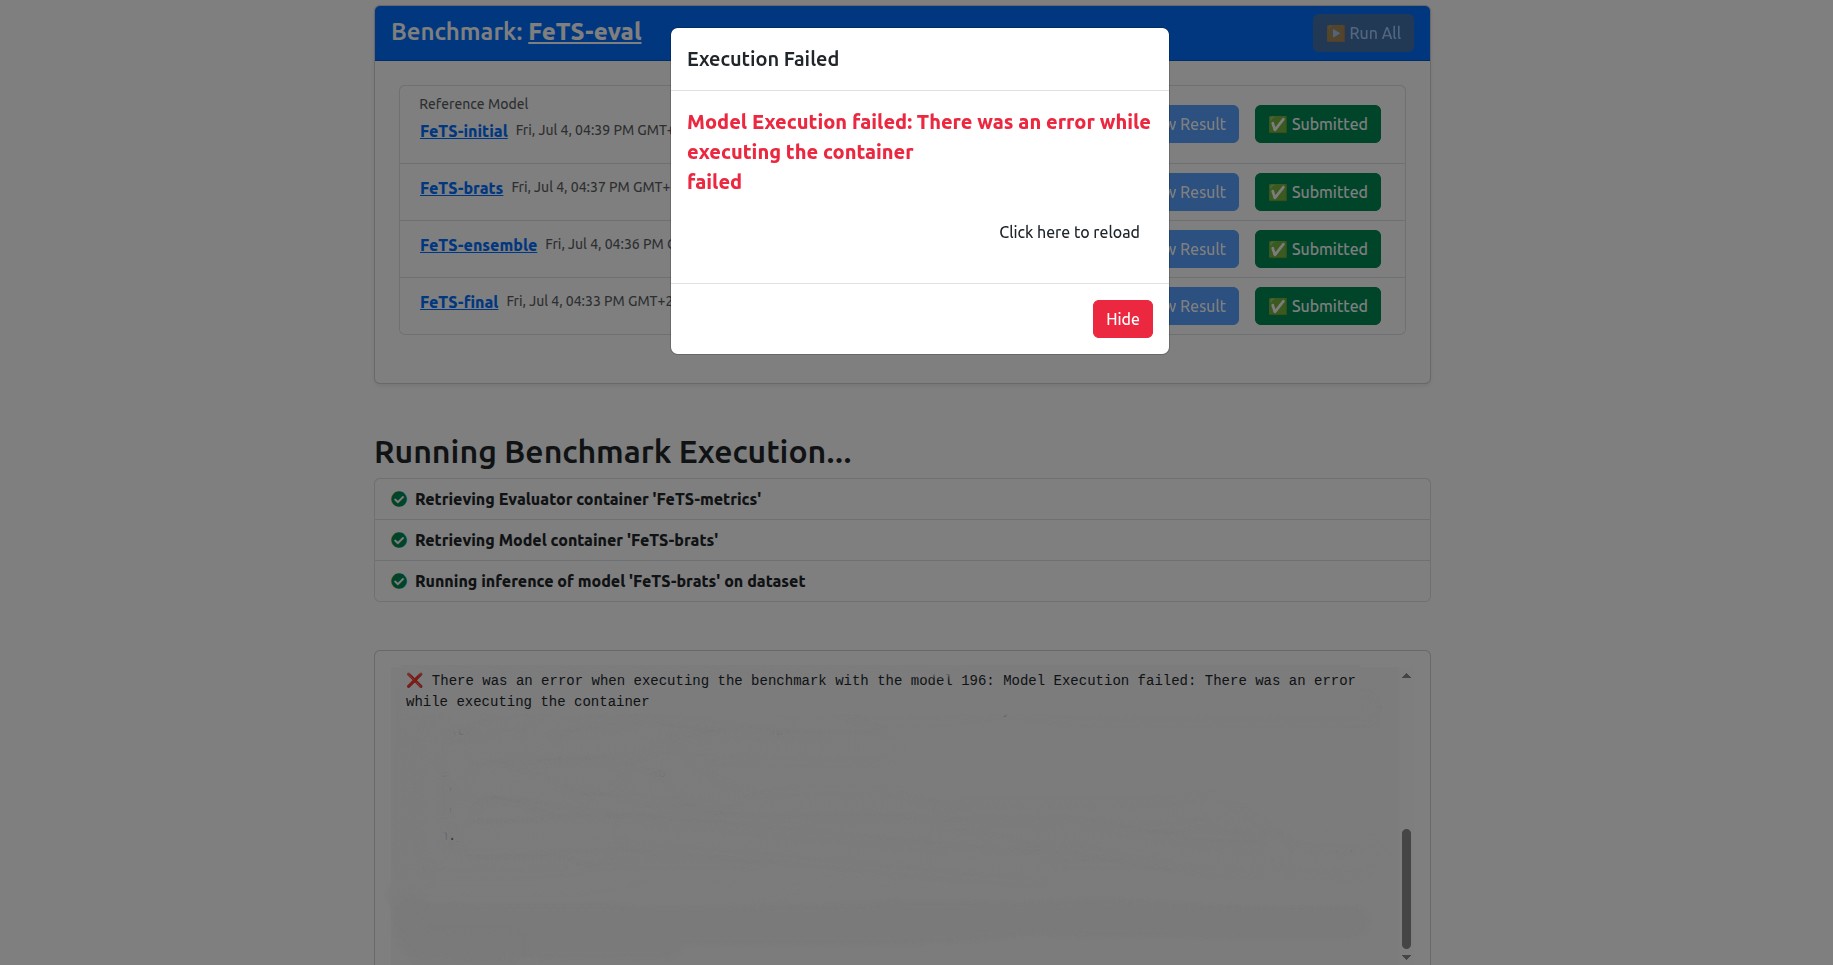 Benchmark: FeTS-eval
Run All
Execution Failed
Model Execution failed: There was an error while
executing the container
failed
Click here to reload
Hide
Reference Model
FeTS-initial Fri, Jul 4, 04:39 PM GMT+
Result
Submitted
FeTS-brats Fri, Jul 4, 04:37 PM GMT+
Result
Submitted
FeTS-ensemble Fri, Jul 4, 04:36 PM
Result
Submitted
FeTS-final Fri, Jul 4, 04:33 PM GMT+2
Result
Submitted
Running Benchmark Execution...
Retrieving Evaluator container 'FeTS-metrics'
Retrieving Model container 'FeTS-brats'
Running inference of model 'FeTS-brats' on dataset
There was an error when executing the benchmark with the model 196: Model Execution failed: There was an error
while executing the container